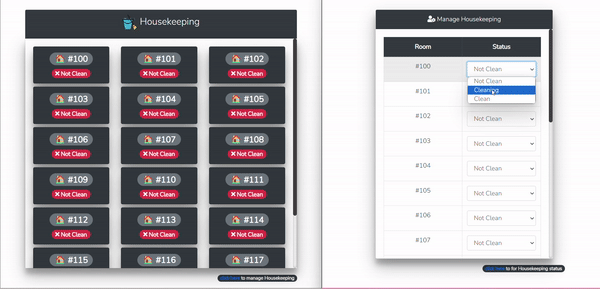 Housekeeping
#100 #101 #102
Not Clean Not Clean Not Clean
#103 #104 #105
Not Clean Not Clean Not Clean
#106 #107 #108
Not Clean Not Clean Not Clean
#109 #110 #111
Not Clean Not Clean Not Clean
#112 #113 #114
Not Clean Not Clean Not Clean
#115 #116 #117
Click here to manage Housekeeping
Manage Housekeeping
Room Status
#100 Not Clean
Not Clean
#101 Cleaning
Clean
#102 Not Clean
#103 Not Clean
#104 Not Clean
#105 Not Clean
#106 Not Clean
#107 Not Clean
Click here to for Housekeeping status